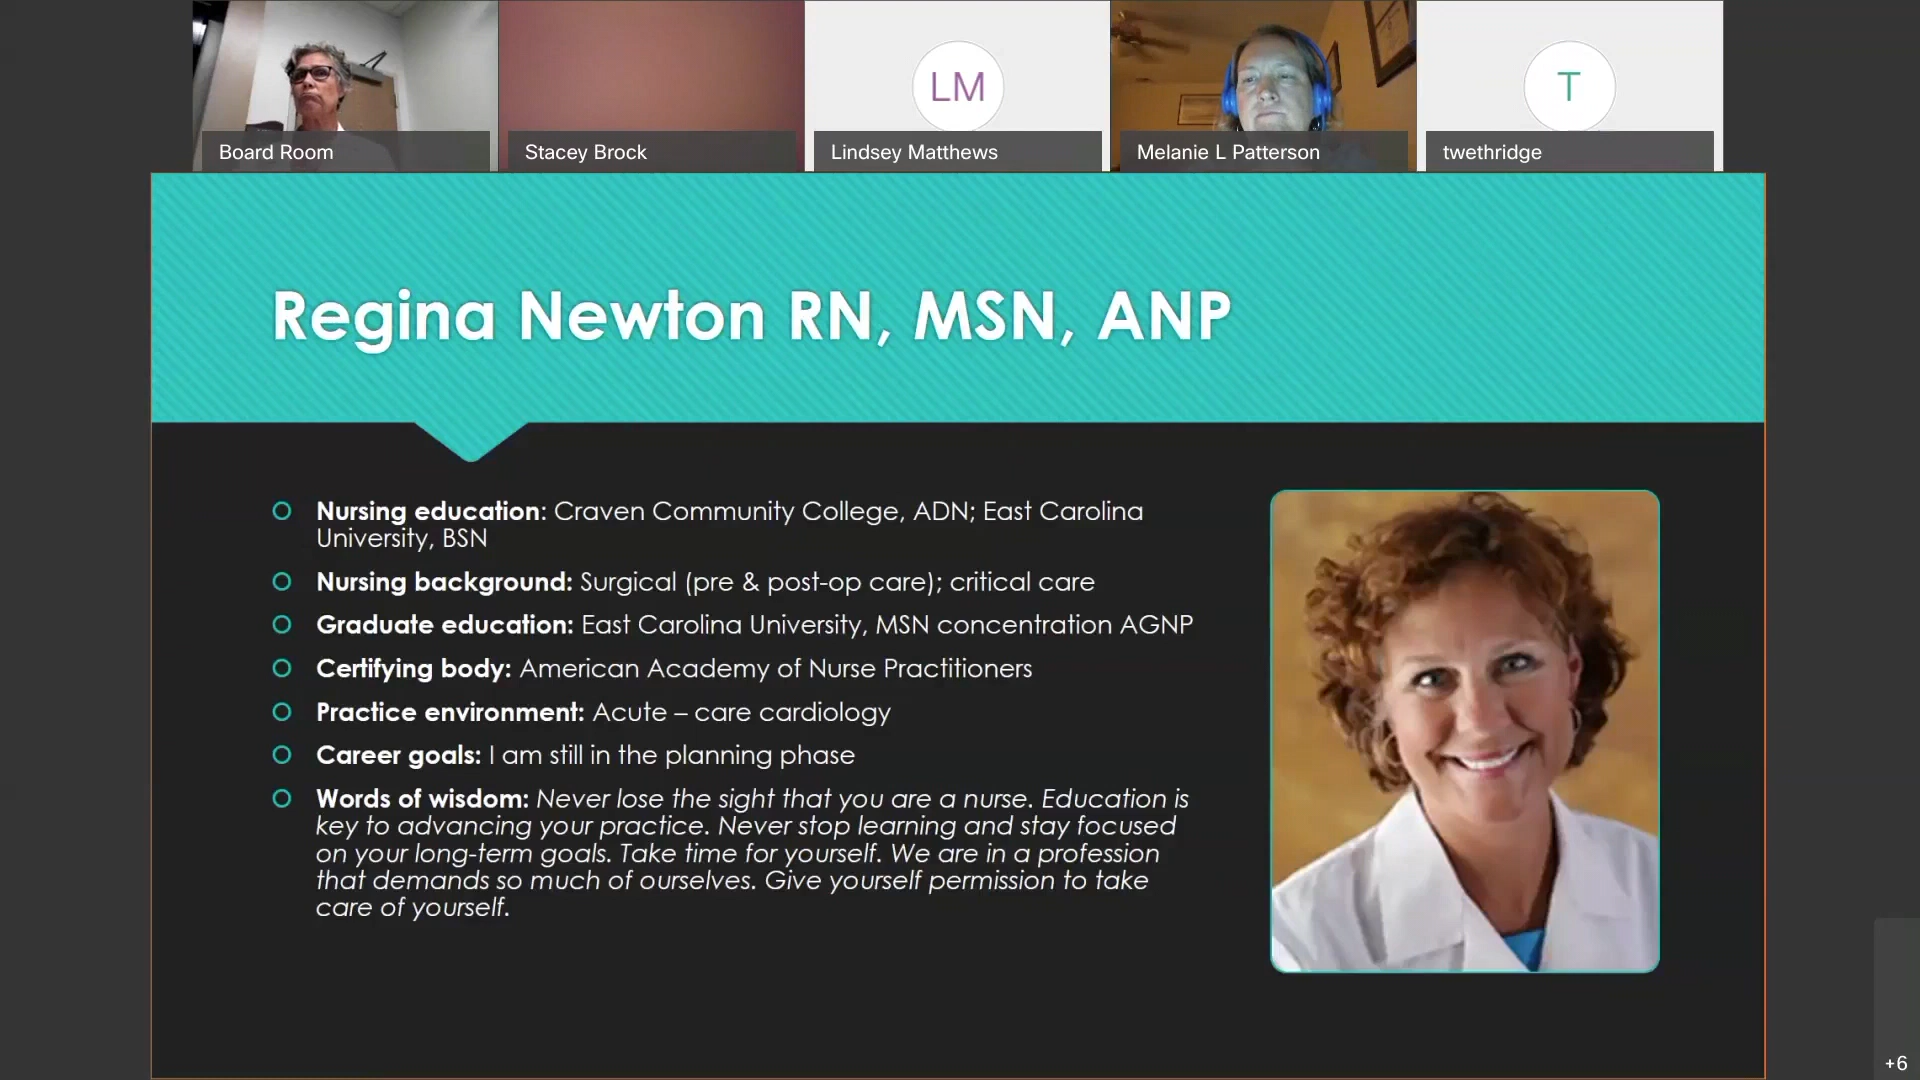 LM
T
Board Room
Stacey Brock
Lindsey Matthews
Melanie L Patterson
twethridge
Regina Newton RN, MSN, ANP
Nursing education: Craven Community College, ADN; East Carolina
University, BSN
Nursing background: Surgical (pre & post-op care); critical care
Graduate education: East Carolina University, MSN concentration AGNP
Certifying body: American Academy of Nurse Practitioners
Practice environment: Acute – care cardiology
Career goals: I am still in the planning phase
Words of wisdom: Never lose the sight that you are a nurse. Education is
key to advancing your practice. Never stop learning and stay focused
on your long-term goals. Take time for yourself. We are in a profession
that demands so much of ourselves. Give yourself permission to take
care of yourself.
+6